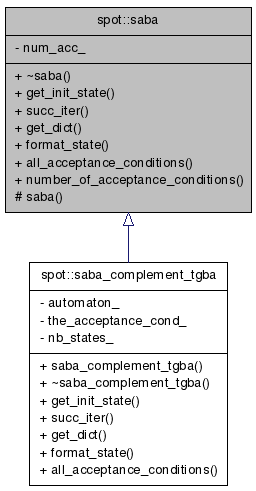 spot::saba
- num_acc_
+ ~saba()
+ get_init_state()
+ succ_iter()
+ get_dict()
+ format_state()
+ all_acceptance_conditions()
+ number_of_acceptance_conditions()
# saba()
spot::saba_complement_tgba
- automaton_
- the_acceptance_cond_
- nb_states_
+ saba_complement_tgba()
+ ~saba_complement_tgba()
+ get_init_state()
+ succ_iter()
+ get_dict()
+ format_state()
+ all_acceptance_conditions()